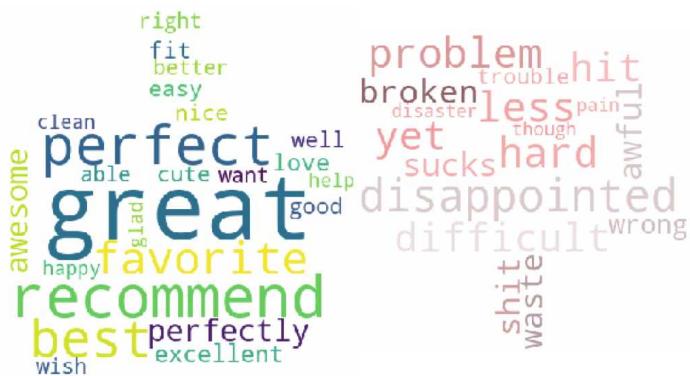 right
fit
better
easy
nice
clean
perfect
well
able cute want love
help
great
good
awesome
glad
favorite
happy
recommend
best
perfectly
excellent
wish
problem
trouble
hit
broken
disaster
less
pain
yet
though
awful
sucks
hard
disappointed
wrong
difficult
shit
waste